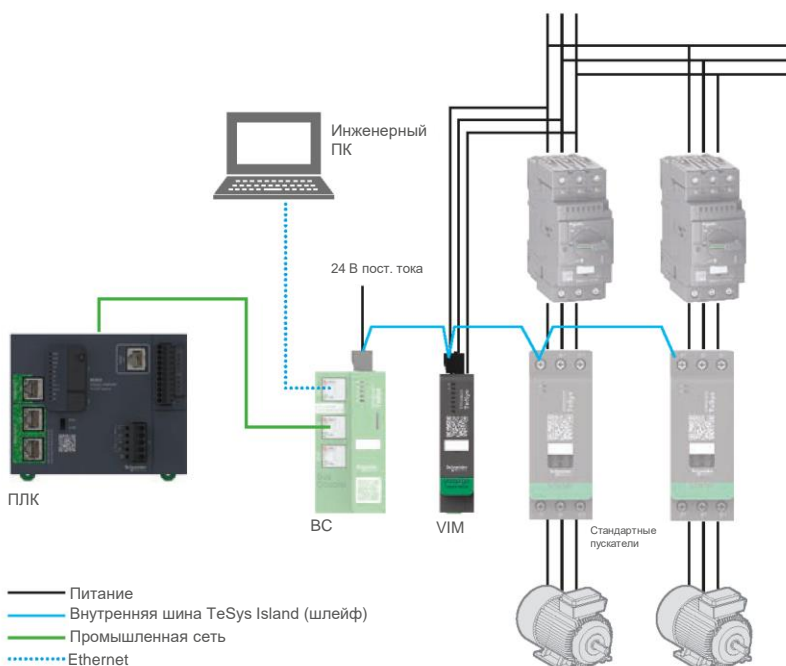 Инженерный
ПК
24 В пост. тока
ПЛК
BC
VIM
Стандартные
пускатели
Питание
Внутренняя шина TeSys Island (шлейф)
Промышленная сеть
Ethernet